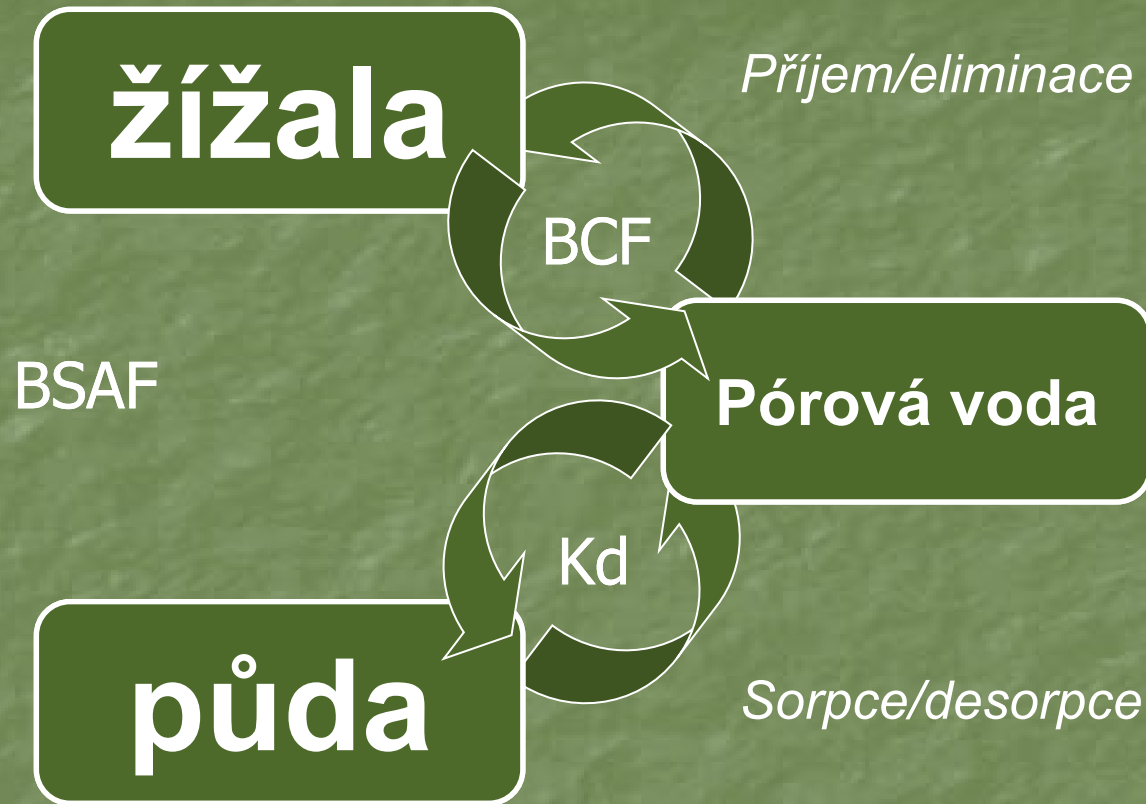 žížala
Příjem/eliminace
BCF
BSAF
Pórová voda
Kd
půda
Sorpce/desorpce